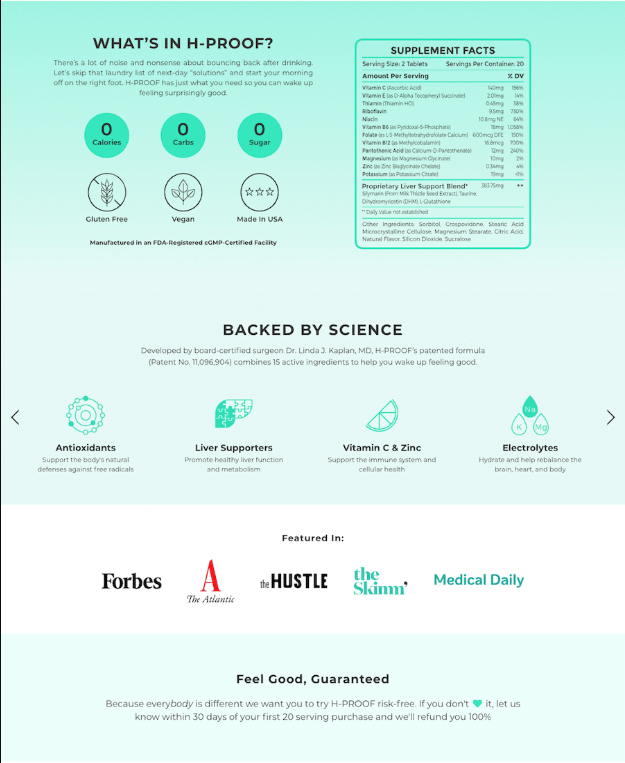 WHAT'S IN H-PROOF?
There's a lot of noise and nonsense about bouncing back after drinking.
Let's skip that laundry list of next-day "solutions" and start your morning
off on the right foot. H-PROOF has just what you need so you can wake up
feeling surprisingly good.
0
Calories
0
Carbs
0
Sugar
Gluten Free
Vegan
Made In USA
Manufactured in an FDA-Registered cGMP-Certified Facility
SUPPLEMENT FACTS
Serving Size: 2 Tablets Servings Per Container: 20
Amount Per Serving % DV
Vitamin C (Ascorbic Acid) 140mg 156%
Vitamin E (as D-Alpha Tocopheryl Succinate) 2.01mg 14%
Thiamin (Thiamin HCl) 0.45mg 38%
Riboflavin 9.5mg 730%
Niacin 10.8mg NE 64%
Vitamin B6 (as Pyridoxal-5-Phosphate) 18mg 1,058%
Folate (as L-5-Methyltetrahydrofolate Calcium) 600mcg DFE 150%
Vitamin B12 (as Methylcobalamin) 16.8mcg 700%
Pantothenic Acid (as Calcium D-Pantothenate) 12mg 240%
Magnesium (as Magnesium Glycinate) 10mg 2%
Zinc (as Zinc Bisglycinate Chelate) 0.34mg 4%
Potassium (as Potassium Citrate) 19mg <1%
Proprietary Liver Support Blend* 383.75mg **
Silymarin (From Milk Thistle Seed Extract), Taurine,
Dihydromyricetin (DHM), L-Glutathione
** Daily Value not established
Other Ingredients: Sorbitol, Crospovidone, Stearic Acid
Microcrystalline Cellulose, Magnesium Stearate, Citric Acid,
Natural Flavor, Silicon Dioxide, Sucralose
BACKED BY SCIENCE
Developed by board-certified surgeon Dr. Linda J. Kaplan, MD, H-PROOF's patented formula
(Patent No. 11,096,904) combines 15 active ingredients to help you wake up feeling good.
Antioxidants
Support the body's natural
defenses against free radicals
Liver Supporters
Promote healthy liver function
and metabolism
Vitamin C & Zinc
Support the immune system and
cellular health
Na
K
Mg
Electrolytes
Hydrate and help rebalance the
brain, heart, and body
Featured In:
Forbes
A
The Atlantic
the HUSTLE
the
Skimm'
Medical Daily
Feel Good, Guaranteed
Because everybody is different we want you to try H-PROOF risk-free. If you don't it, let us
know within 30 days of your first 20 serving purchase and we'll refund you 100%